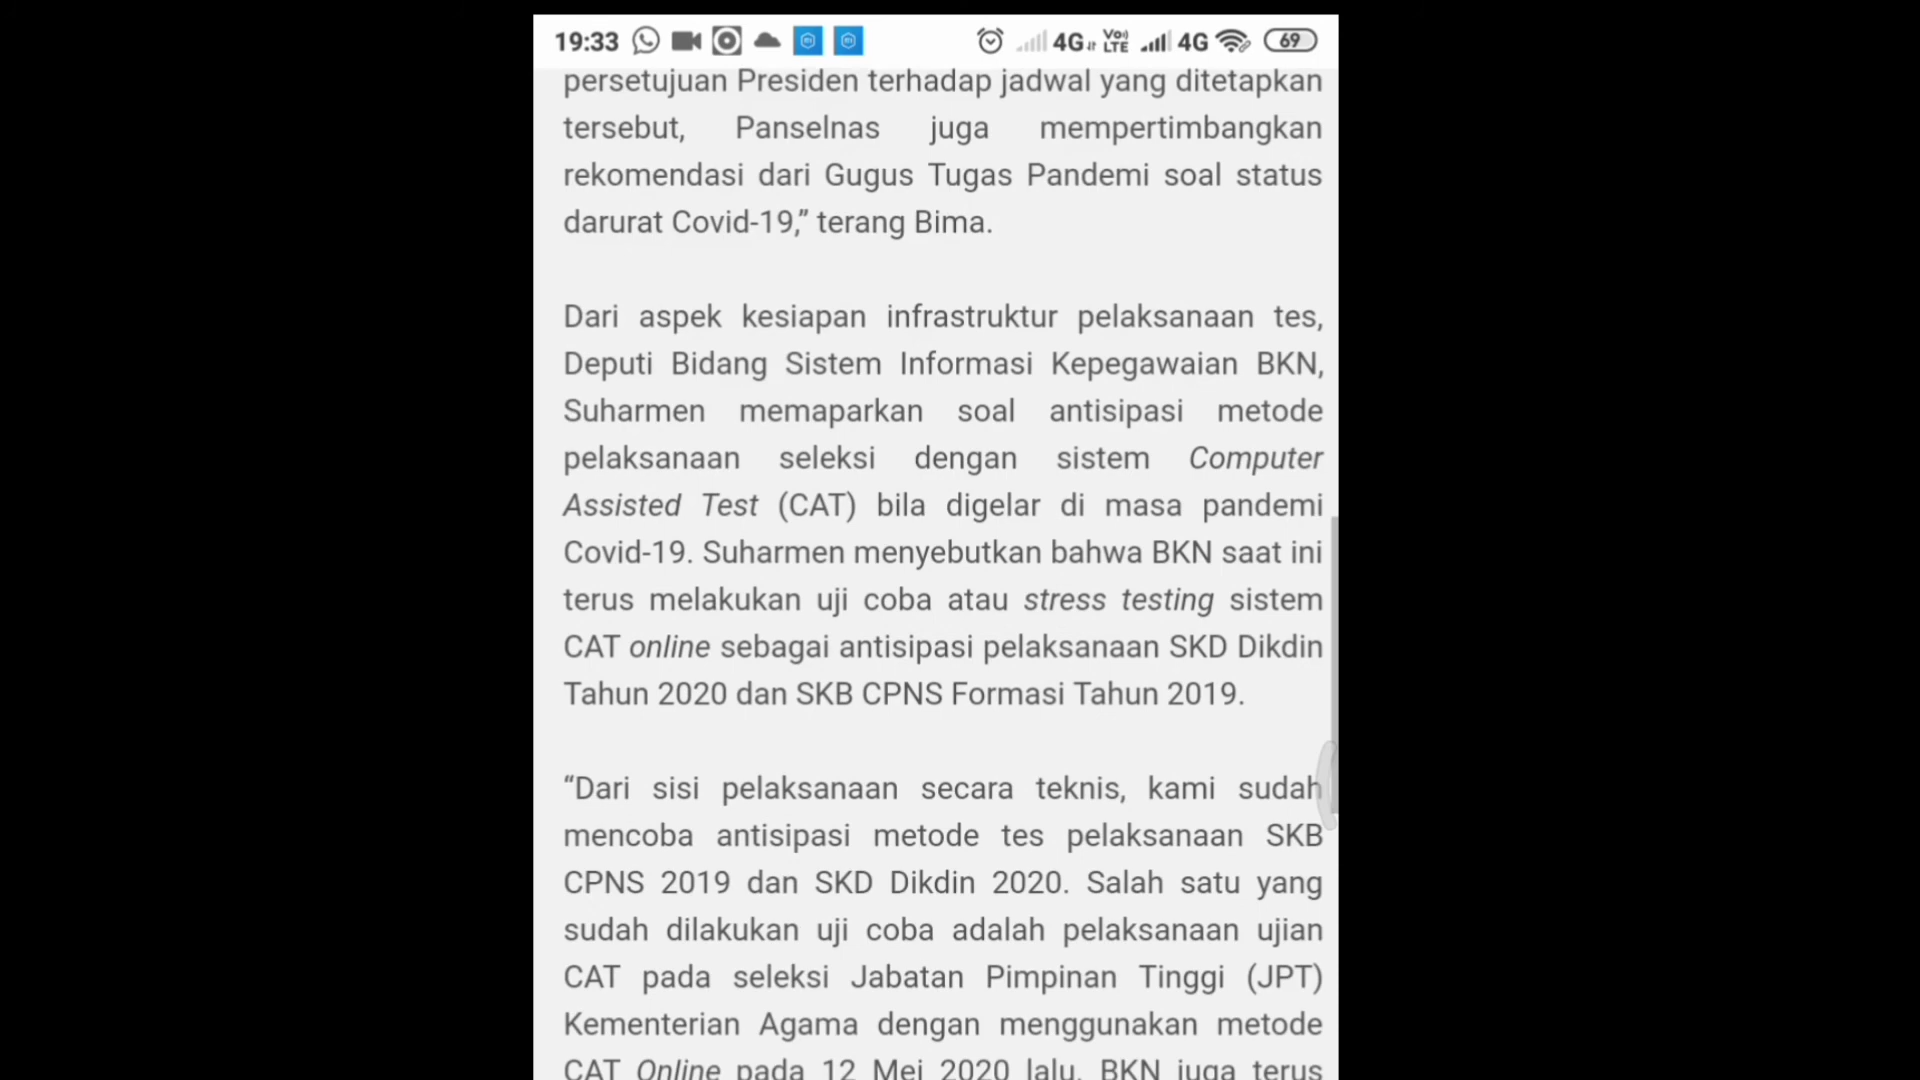 19:33 4G Vo) LTE 4G 69
persetujuan Presiden terhadap jadwal yang ditetapkan
tersebut, Panselnas juga mempertimbangkan
rekomendasi dari Gugus Tugas Pandemi soal status
darurat Covid-19,” terang Bima.
Dari aspek kesiapan infrastruktur pelaksanaan tes,
Deputi Bidang Sistem Informasi Kepegawaian BKN,
Suharmen memaparkan soal antisipasi metode
pelaksanaan seleksi dengan sistem Computer
Assisted Test (CAT) bila digelar di masa pandemi
Covid-19. Suharmen menyebutkan bahwa BKN saat ini
terus melakukan uji coba atau stress testing sistem
CAT online sebagai antisipasi pelaksanaan SKD Dikdin
Tahun 2020 dan SKB CPNS Formasi Tahun 2019.
“Dari sisi pelaksanaan secara teknis, kami sudah
mencoba antisipasi metode tes pelaksanaan SKB
CPNS 2019 dan SKD Dikdin 2020. Salah satu yang
sudah dilakukan uji coba adalah pelaksanaan ujian
CAT pada seleksi Jabatan Pimpinan Tinggi (JPT)
Kementerian Agama dengan menggunakan metode
CAT Online pada 12 Mei 2020 lalu. BKN juga terus